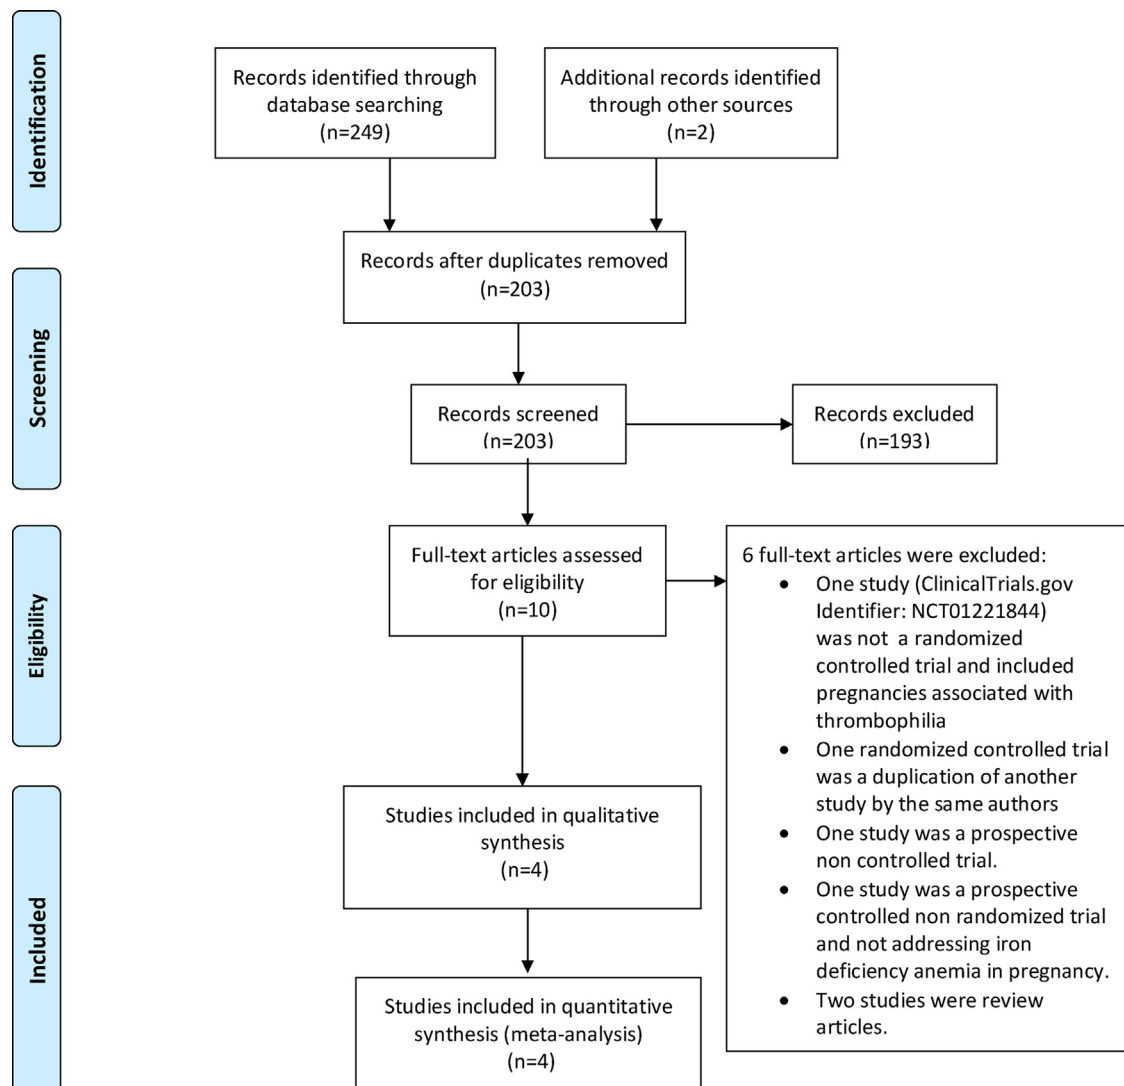 Identification
Records identified through
database searching
(n=249)
Additional records identified
through other sources
(n=2)
Records after duplicates removed
(n=203)
Screening
Records screened
(n=203)
Records excluded
(n=193)
Eligibility
Full-text articles assessed
for eligibility
(n=10)
6 full-text articles were excluded:
• One study (ClinicalTrials.gov
Identifier: NCT01221844)
was not a randomized
controlled trial and included
pregnancies associated with
thrombophilia
• One randomized controlled trial
was a duplication of another
study by the same authors
• One study was a prospective
non controlled trial.
• One study was a prospective
controlled non randomized trial
and not addressing iron
deficiency anemia in pregnancy.
• Two studies were review
articles.
Included
Studies included in qualitative
synthesis
(n=4)
Studies included in quantitative
synthesis (meta-analysis)
(n=4)